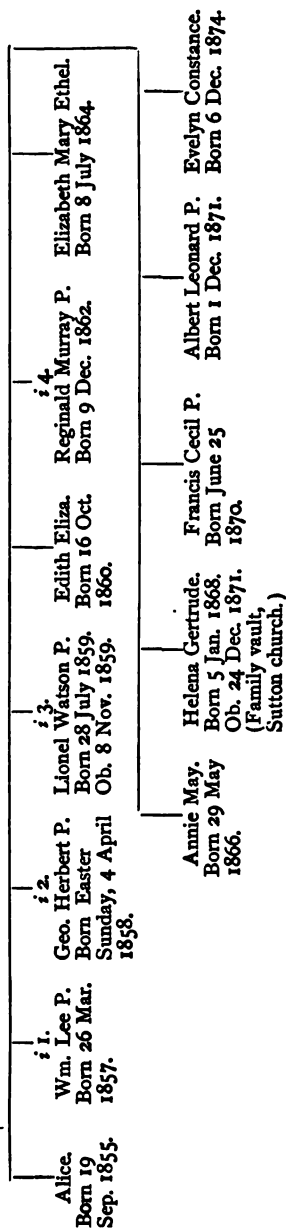 Alice.
Born 19
Sep. 1855.
i 1.
Wm. Lee P.
Born 26 Mar.
1857.
i 2.
Geo. Herbert P.
Born Easter
Sunday, 4 April
1858.
i 3.
Lionel Watson P.
Born 28 July 1859.
Ob. 8 Nov. 1859.
Edith Eliza.
Born 16 Oct.
1860.
i 4.
Reginald Murray P.
Born 9 Dec. 1862.
Elizabeth Mary Ethel.
Born 8 July 1864.
Annie May.
Born 29 May
1866.
Helena Gertrude.
Born 5 Jan. 1868.
Ob. 24 Dec. 1871.
(Family vault,
Sutton church.)
Francis Cecil P.
Born June 25
1870.
Albert Leonard P.
Born 1 Dec. 1871.
Evelyn Constance.
Born 6 Dec. 1874.